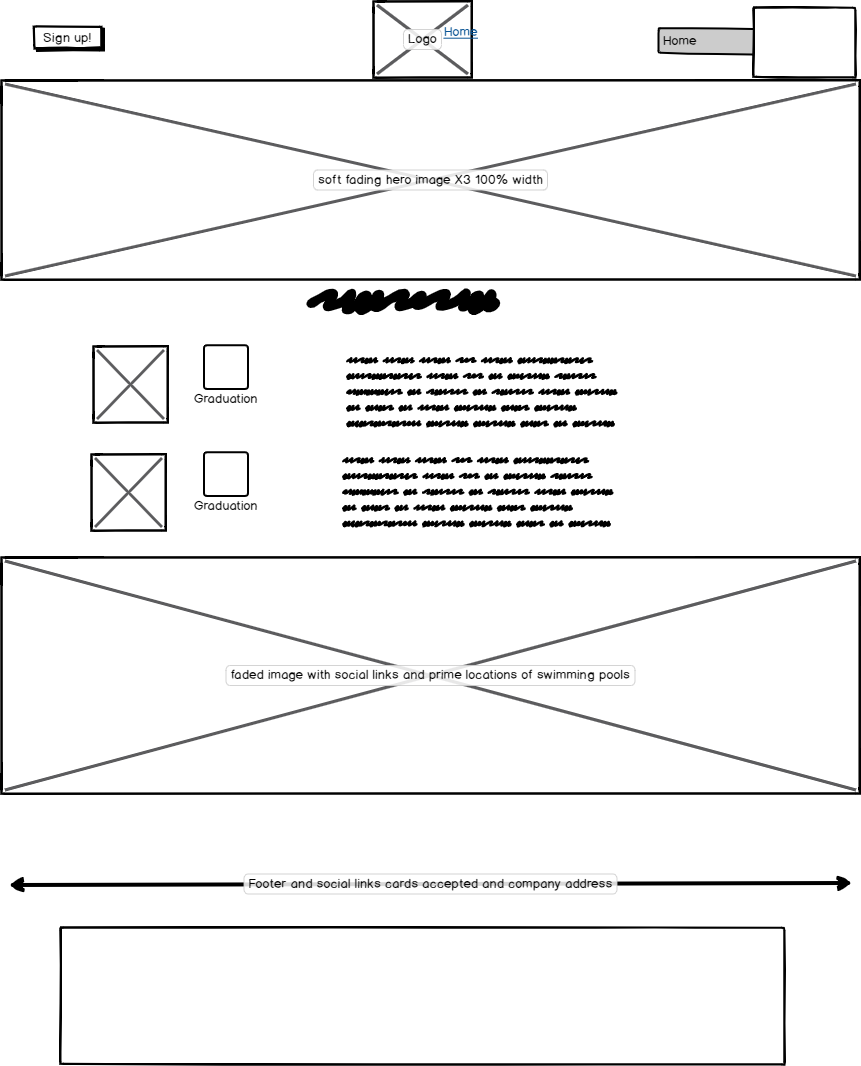 Sign up!
Logo
Home
Home
soft fading hero image X3 100% width
Graduation
Graduation
faded image with social links and prime locations of swimming pools
Footer and social links cards accepted and company address